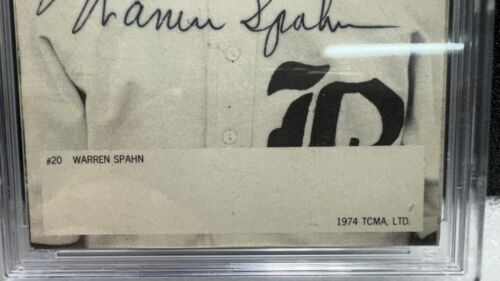 Warren Spahn
P
#20 WARREN SPAHN
1974 TCMA, LTD.